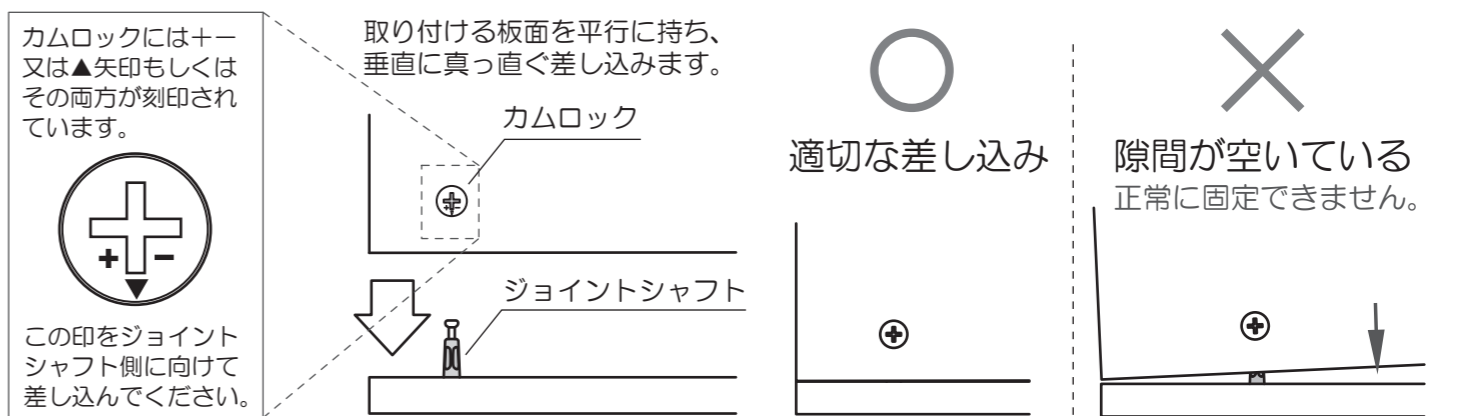 カムロックには＋－
又は▲矢印もしくは
その両方が刻印され
ています。
＋ －
この印をジョイント
シャフト側に向けて
差し込んでください。
取り付ける板面を平行に持ち、
垂直に真っ直ぐ差し込みます。
カムロック
ジョイントシャフト
適切な差し込み
隙間が空いている
正常に固定できません。